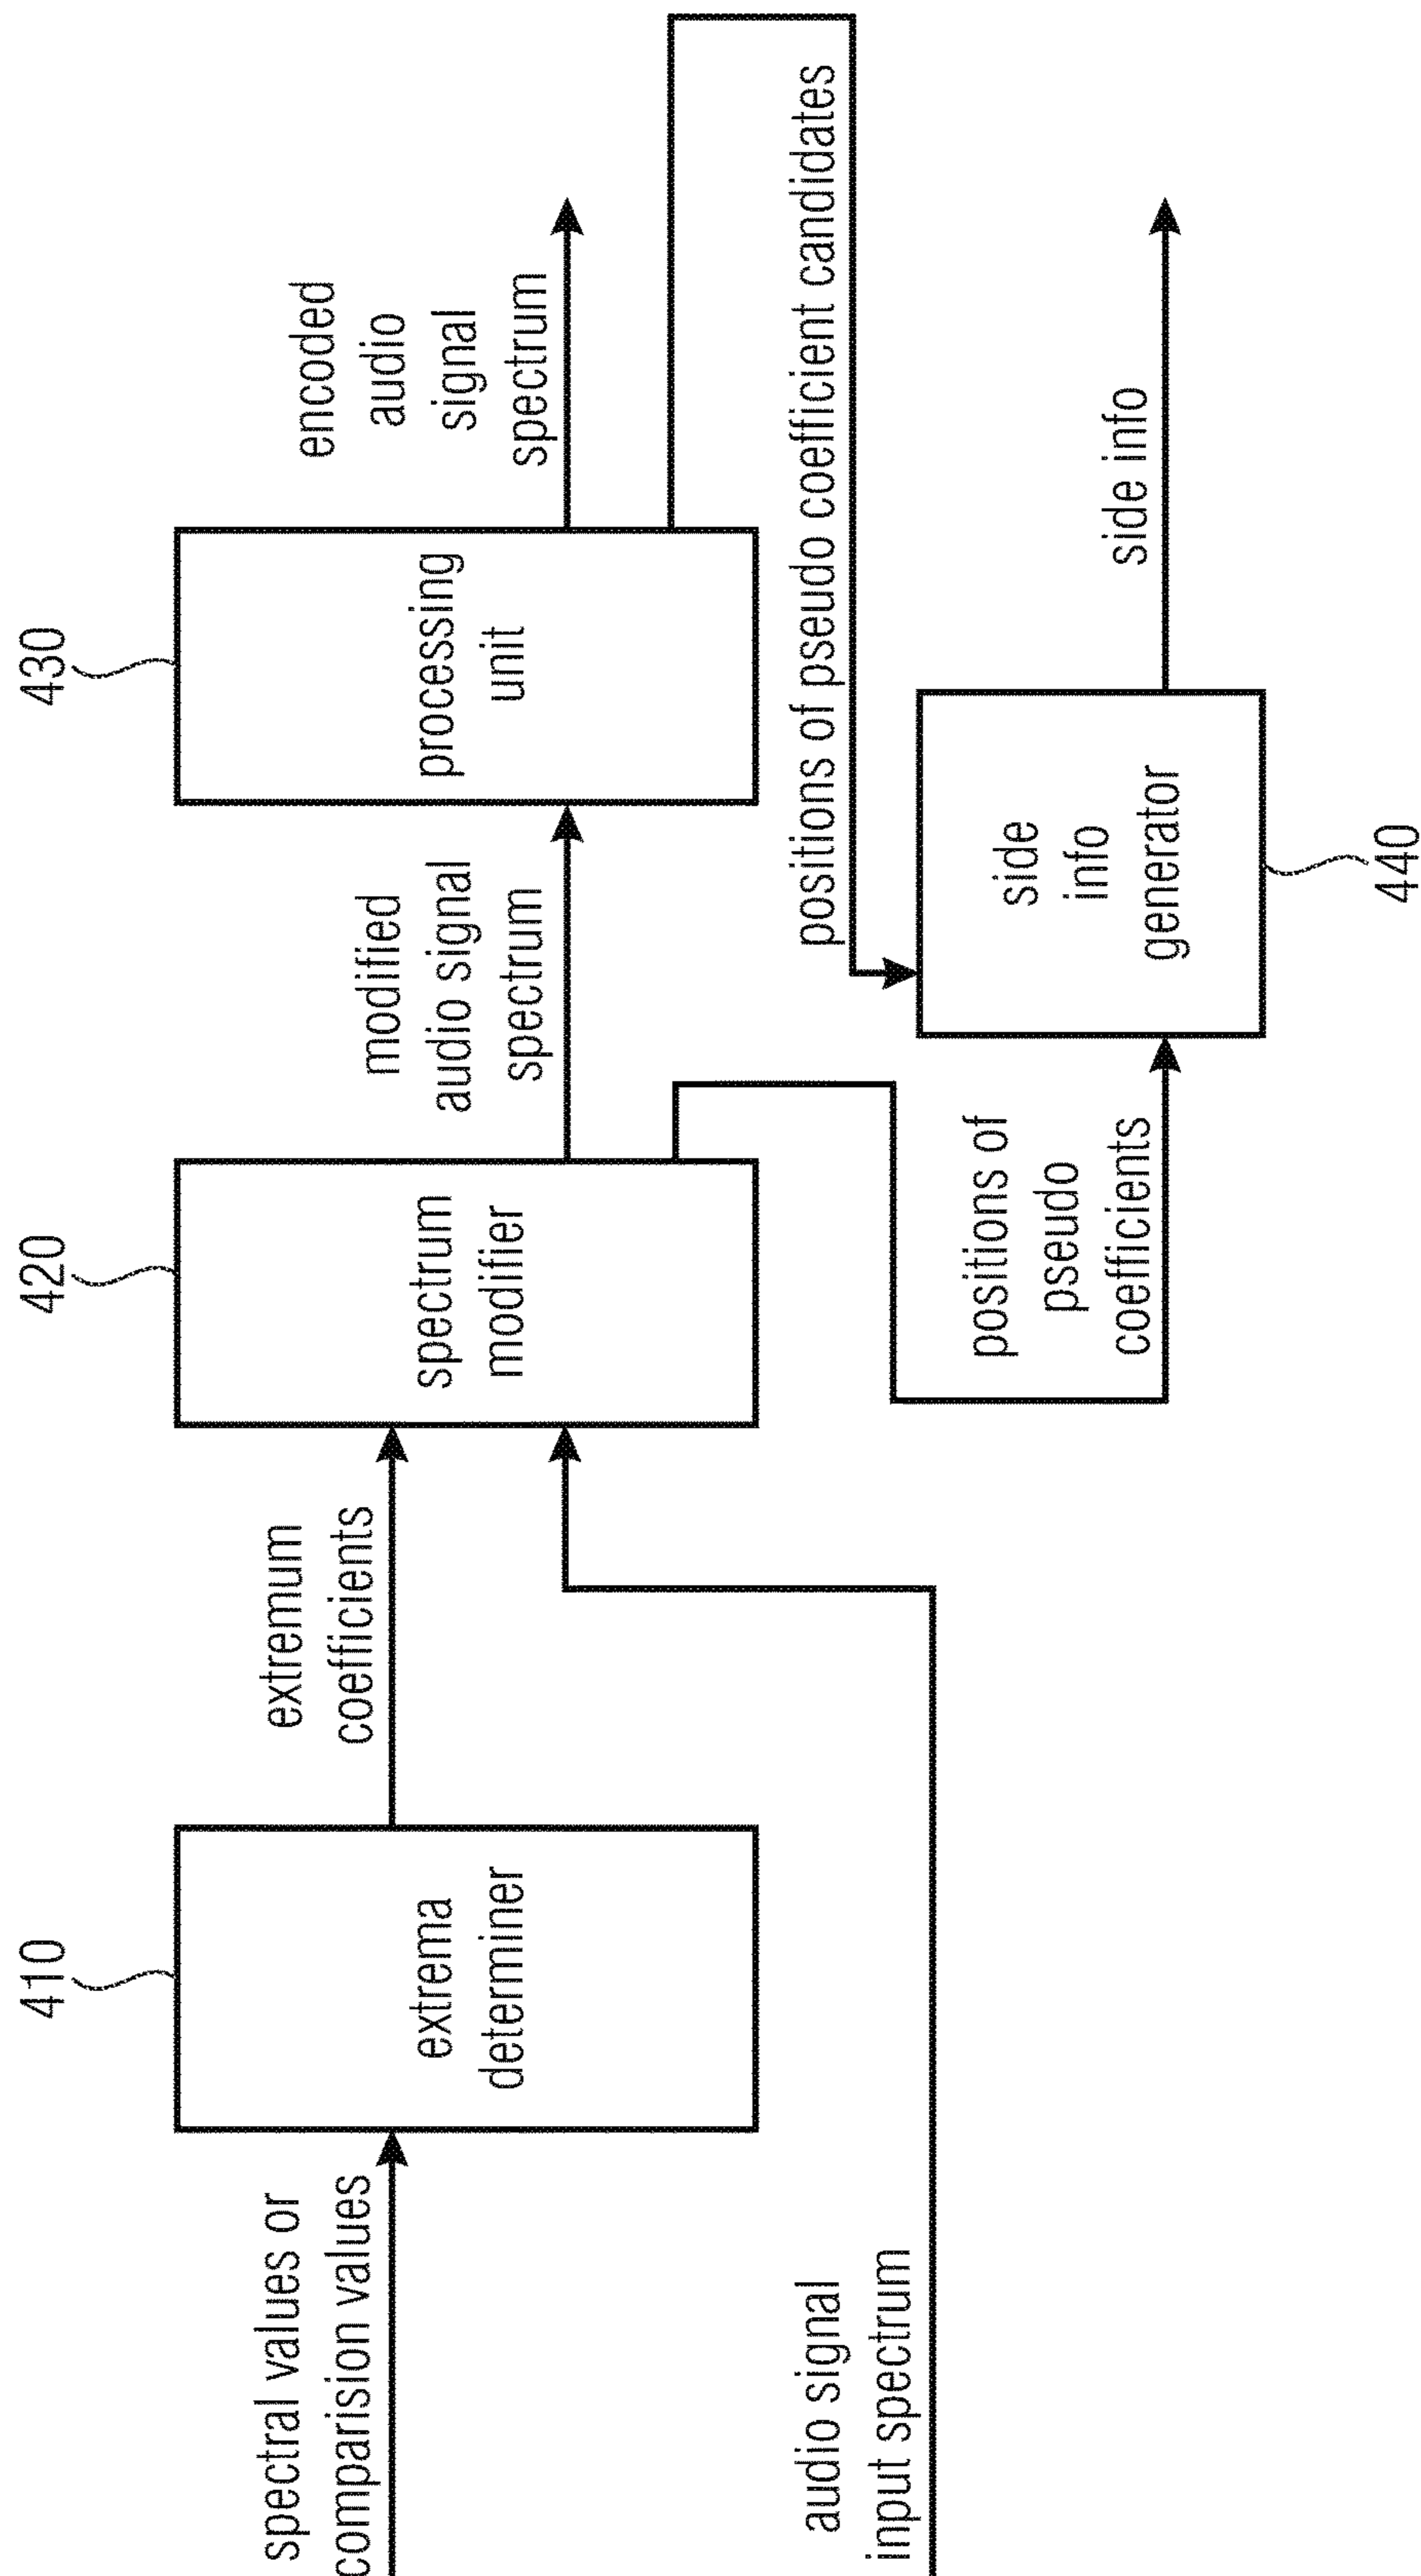 410
420
430
spectral values or
comparision values
extrema
determiner
extremum
coefficients
spectrum
modifier
modified
audio signal
spectrum
processing
unit
encoded
audio
signal
spectrum
audio signal
input spectrum
positions of
pseudo
coefficients
positions of pseudo coefficient candidates
side
info
generator
side info
440